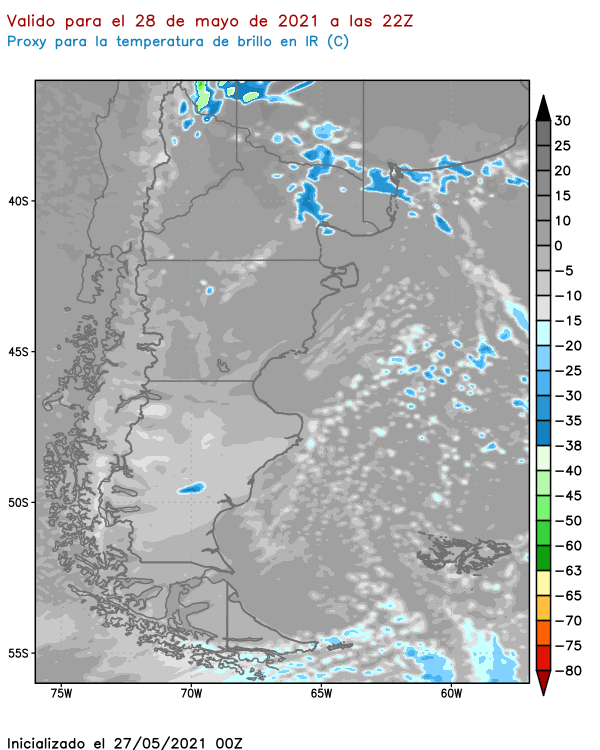 Valido para el 28 de mayo de 2021 a las 22Z
Proxy para la temperatura de brillo en IR (C)
30
25
20
15
10
0
−5
−10
−15
−20
−25
−30
−35
−38
−40
−45
−50
−60
−63
−65
−70
−75
−80
40S
45S
50S
55S
75W
70W
65W
60W
Inicializado el 27/05/2021 00Z